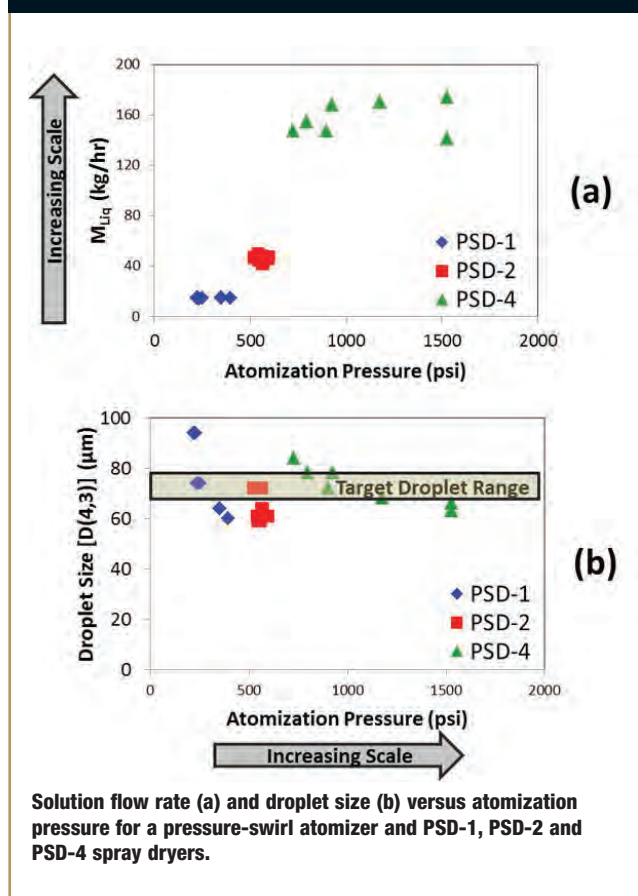 Increasing Scale
M_Liq (kg/hr)
200
160
120
80
40
0
PSD-1
PSD-2
PSD-4
0 500 1000 1500 2000
Atomization Pressure (psi)
(a)
Droplet Size [D(4,3)] (µm)
100
80
60
40
20
0
Target Droplet Range
PSD-1
PSD-2
PSD-4
0 500 1000 1500 2000
Atomization Pressure (psi)
(b)
Increasing Scale
Solution flow rate (a) and droplet size (b) versus atomization
pressure for a pressure-swirl atomizer and PSD-1, PSD-2 and
PSD-4 spray dryers.